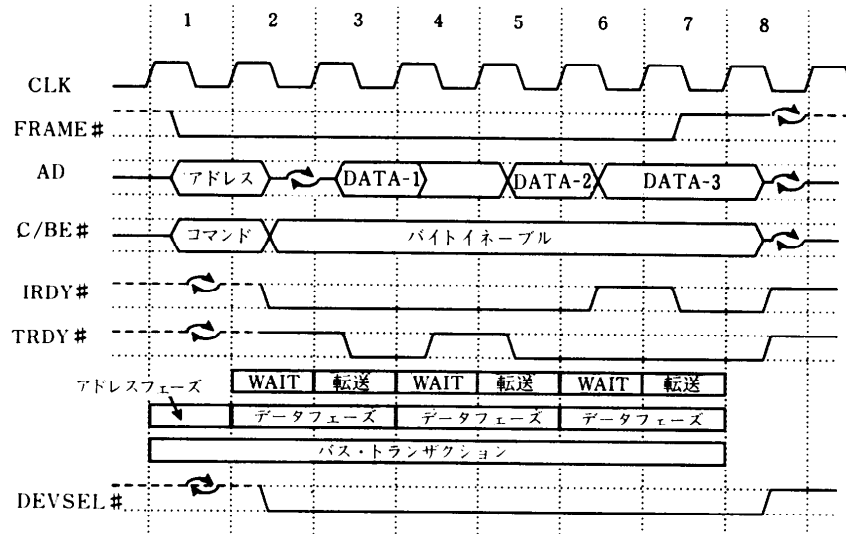 1 2 3 4 5 6 7 8
CLK
FRAME#
AD アドレス DATA-1 DATA-2 DATA-3
C/BE# コマンド バイトイネーブル
IRDY#
TRDY#
WAIT 転送 WAIT 転送 WAIT 転送
アドレスフェーズ
データフェーズ データフェーズ データフェーズ
バス・トランザクション
DEVSEL#